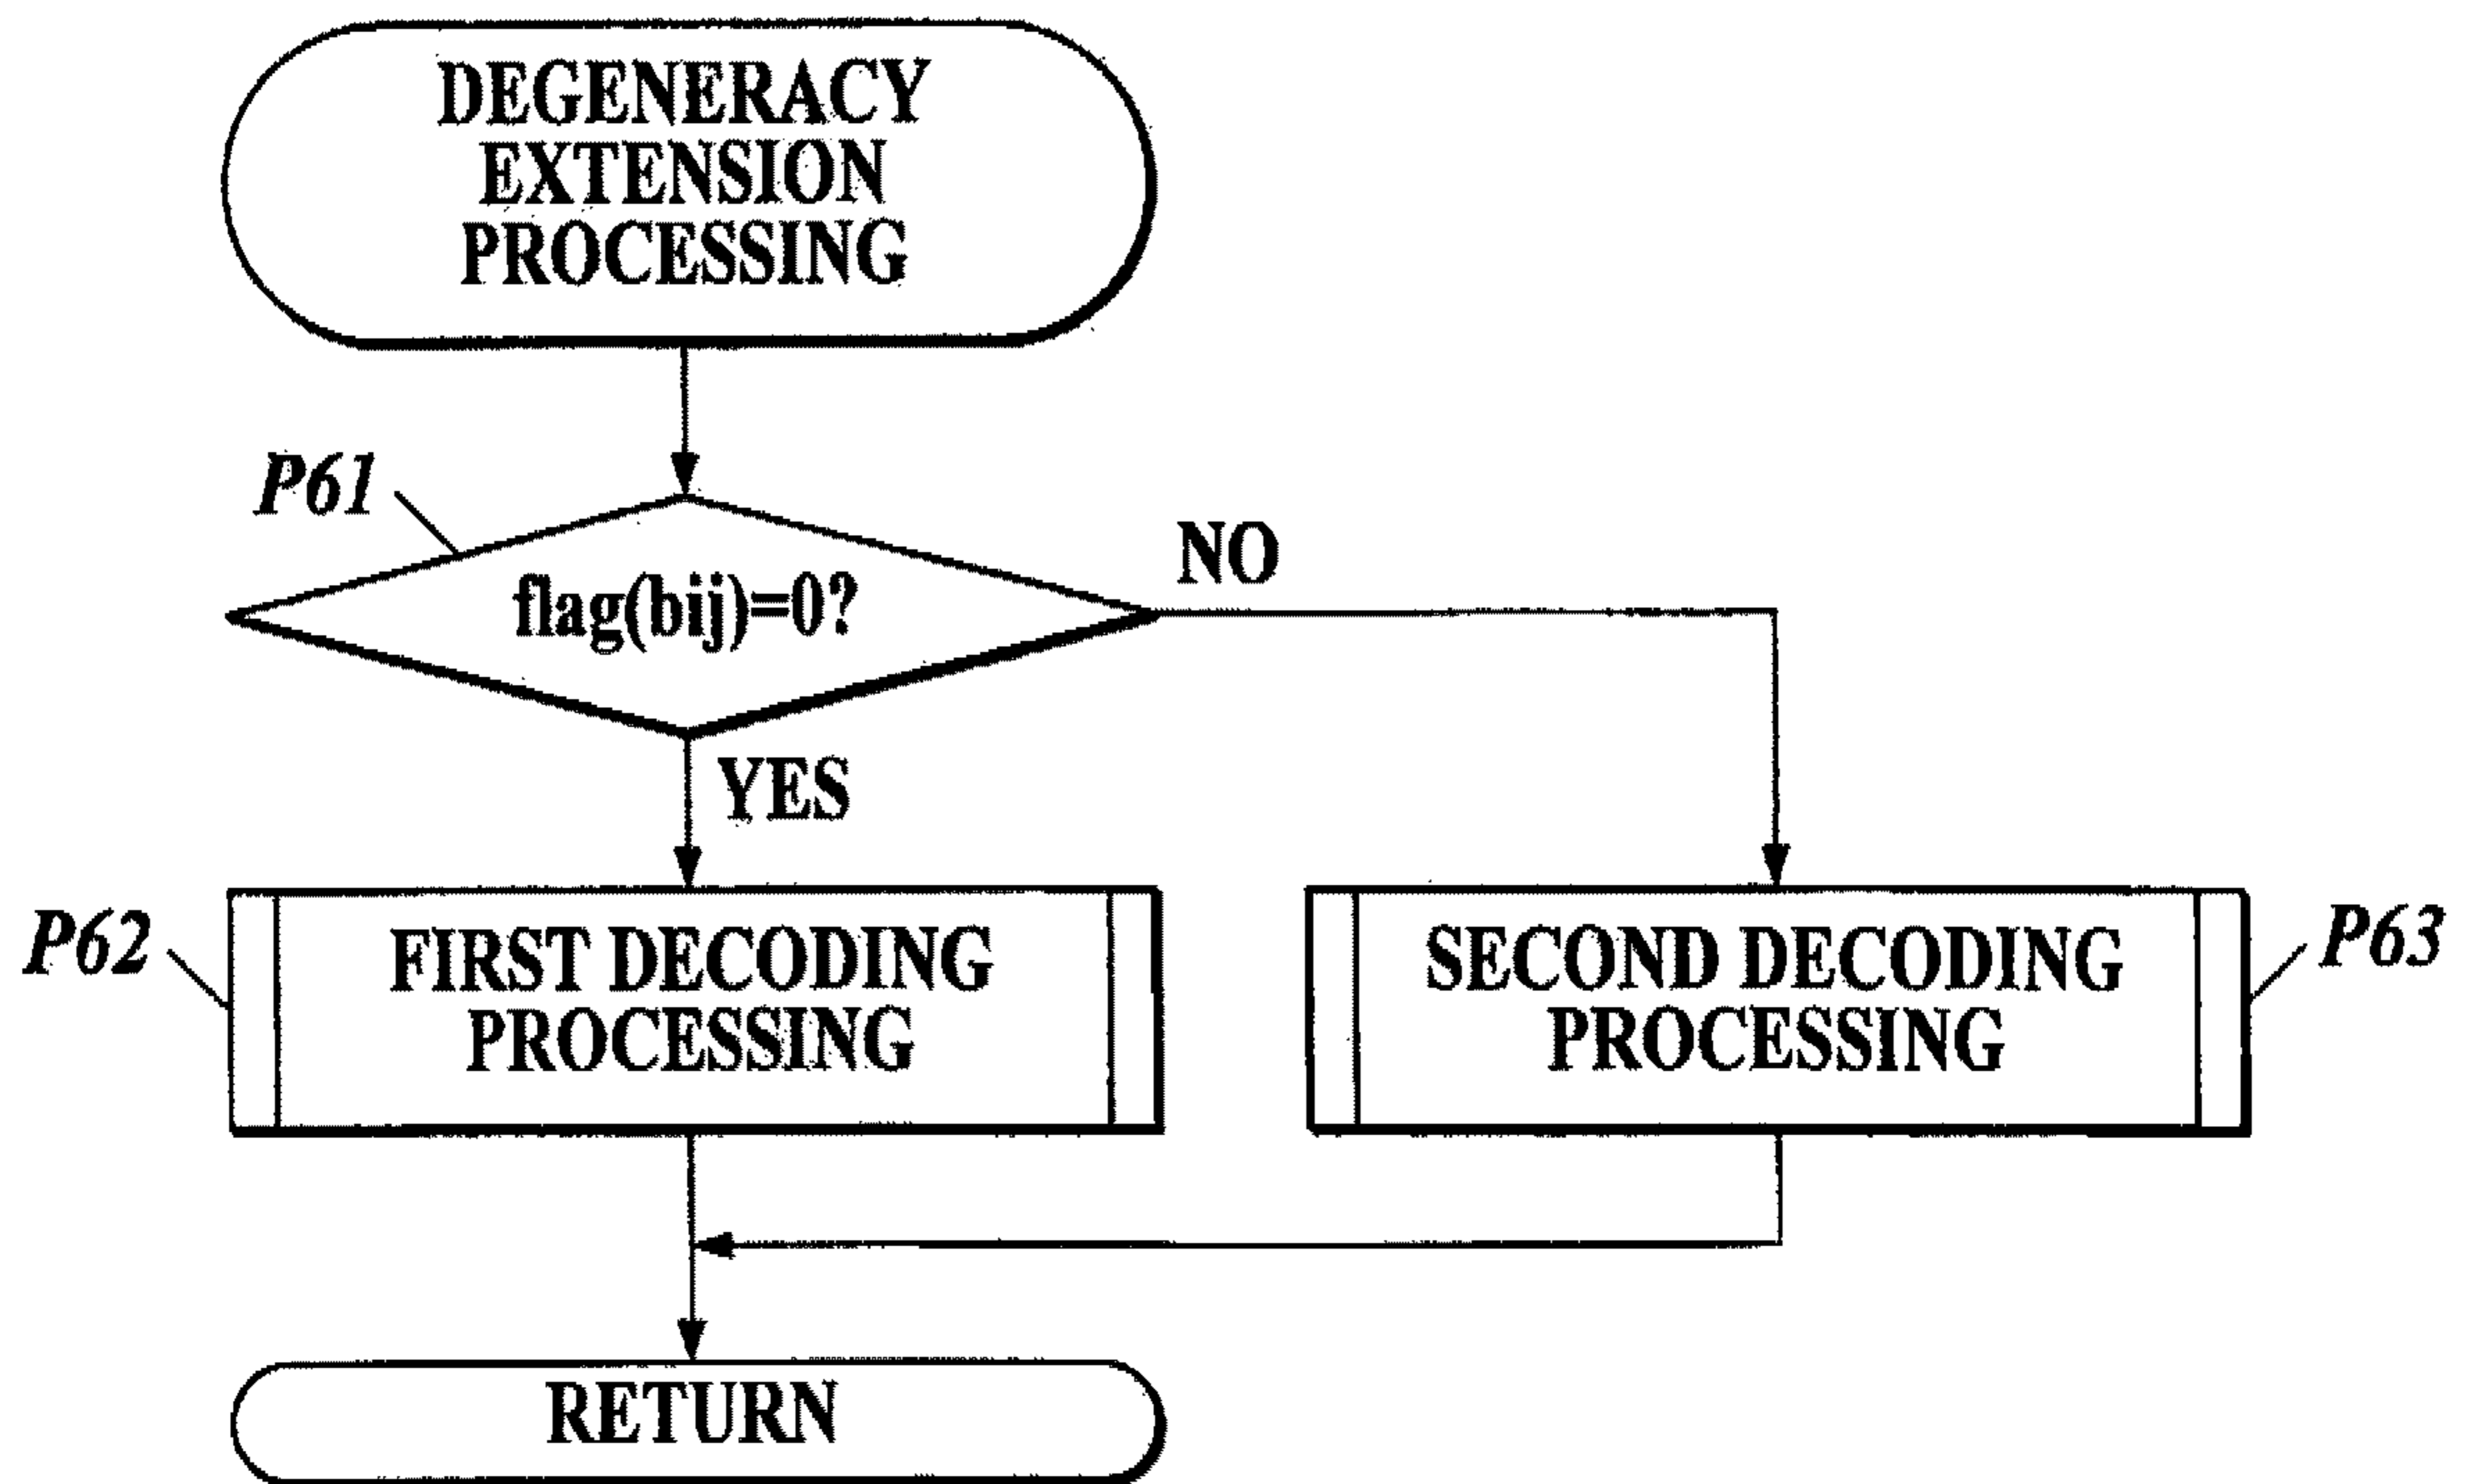 DEGENERACY
EXTENSION
PROCESSING
P61
flag(bij)=0?
NO
YES
P62
FIRST DECODING
PROCESSING
SECOND DECODING
PROCESSING
P63
RETURN